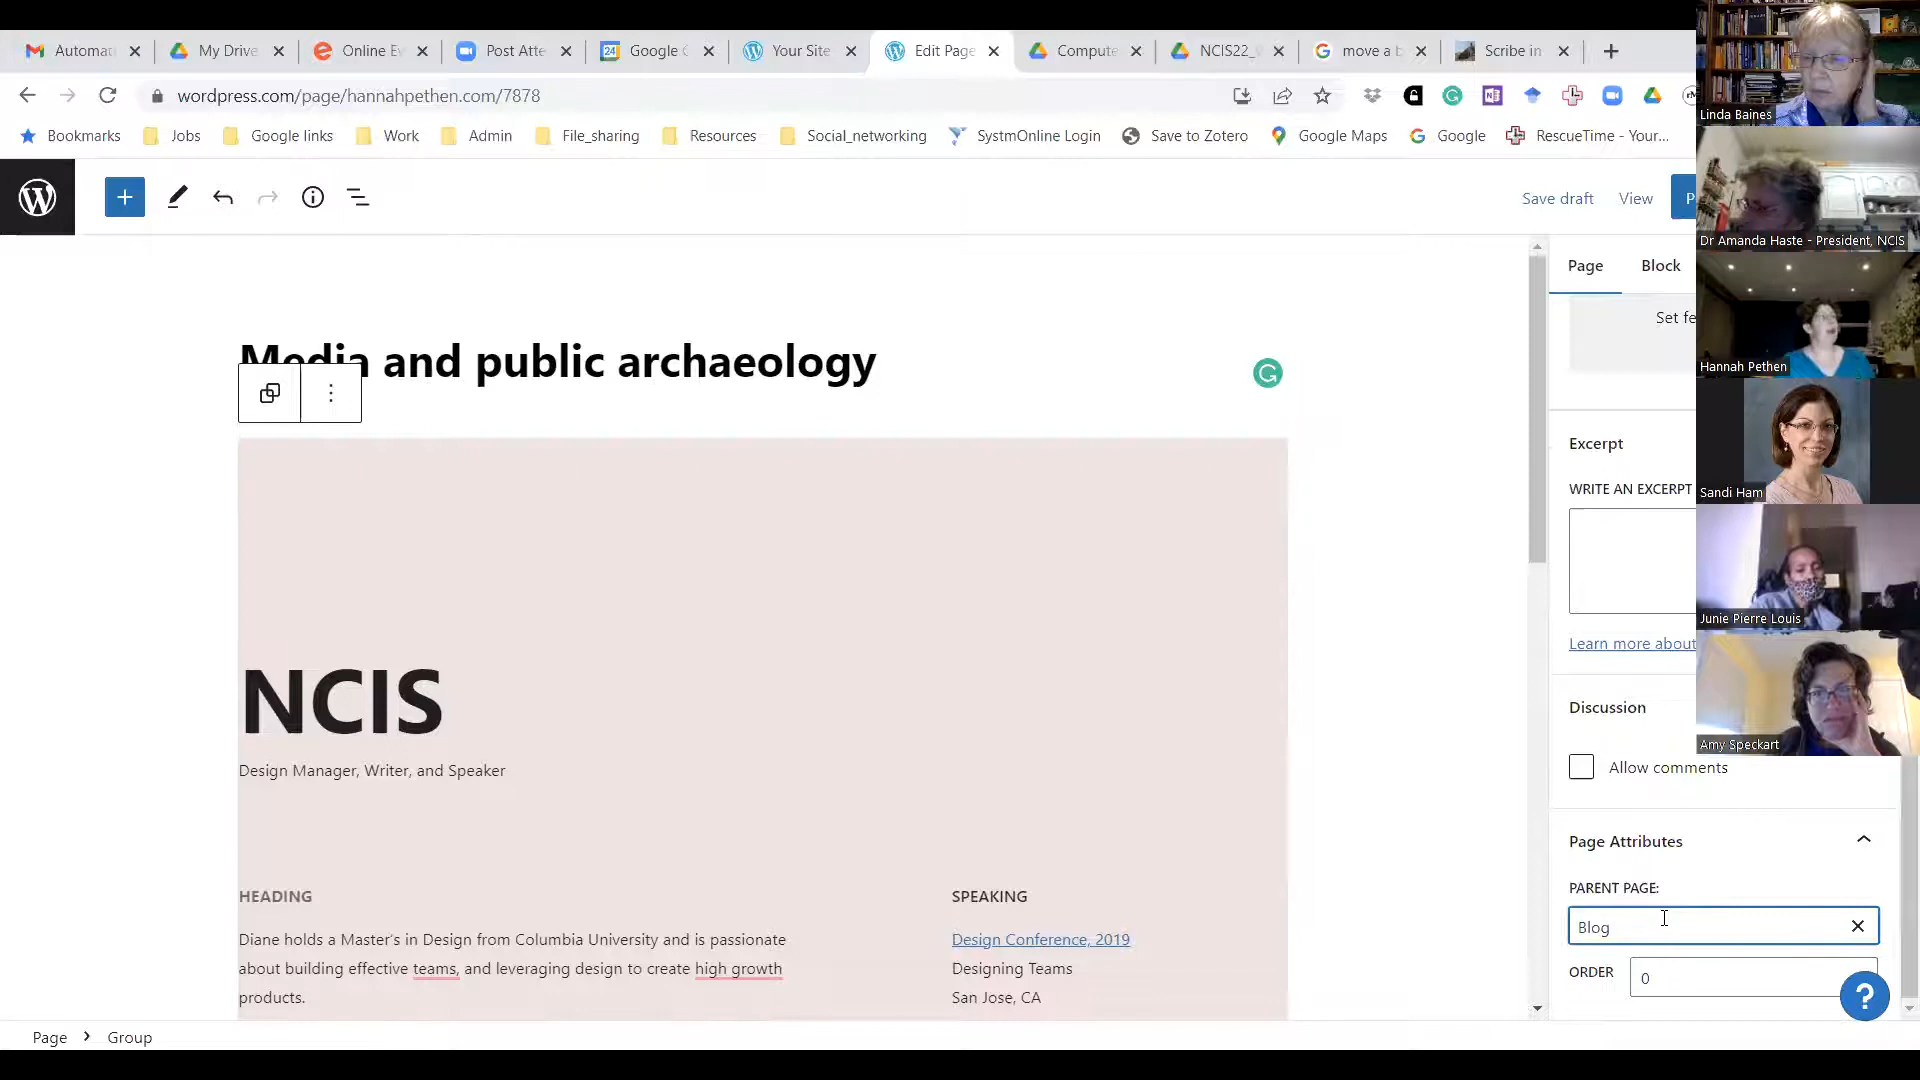 Automat
My Drive
Online Ev
Post Atte
Google C
Your Site
Edit Page
Compute
NCIS22_
move a b
Scribe in
wordpress.com/page/hannahpethen.com/7878
Bookmarks
Jobs
Google links
Work
Admin
File_sharing
Resources
Social_networking
SystmOnline Login
Save to Zotero
Google Maps
Google
RescueTime - Your...
Save draft
View
P
Media and public archaeology
NCIS
Design Manager, Writer, and Speaker
HEADING
Diane holds a Master's in Design from Columbia University and is passionate
about building effective teams, and leveraging design to create high growth
products.
SPEAKING
Design Conference, 2019
Designing Teams
San Jose, CA
Page
Block
Set fe
Excerpt
WRITE AN EXCERPT
Learn more about
Discussion
Allow comments
Page Attributes
PARENT PAGE:
Blog
ORDER
0
Page
Group
Linda Baines
Dr Amanda Haste - President, NCIS
Hannah Pethen
Sandi Ham
Junie Pierre Louis
Amy Speckart